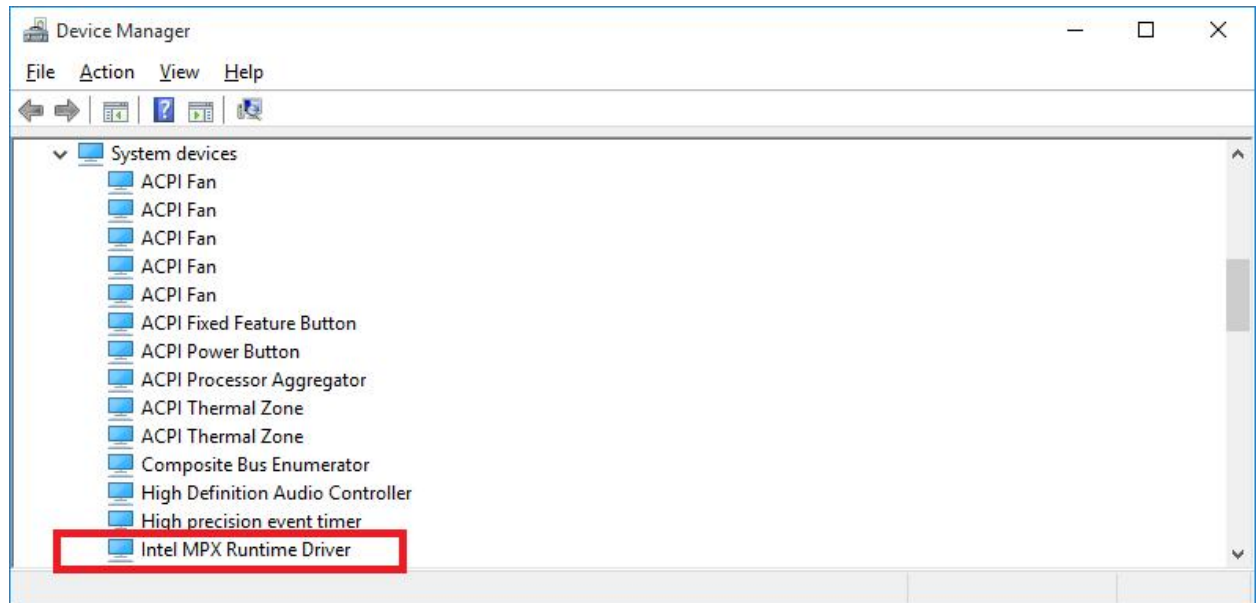 Device Manager
File Action View Help
System devices
ACPI Fan
ACPI Fan
ACPI Fan
ACPI Fan
ACPI Fan
ACPI Fixed Feature Button
ACPI Power Button
ACPI Processor Aggregator
ACPI Thermal Zone
ACPI Thermal Zone
Composite Bus Enumerator
High Definition Audio Controller
High precision event timer
Intel MPX Runtime Driver